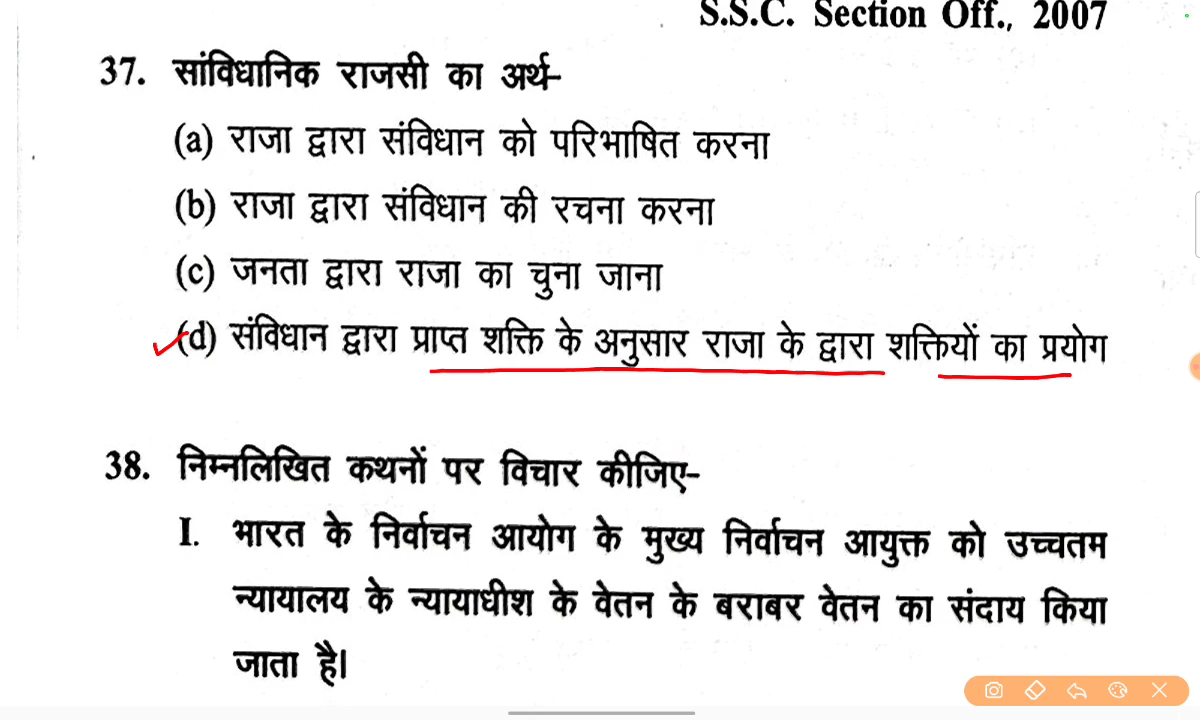 S.S.C. Section Off., 2007
37. सांविधानिक राजसी का अर्थ-
(a) राजा द्वारा संविधान को परिभाषित करना
(b) राजा द्वारा संविधान की रचना करना
(c) जनता द्वारा राजा का चुना जाना
(d) संविधान द्वारा प्राप्त शक्ति के अनुसार राजा के द्वारा शक्तियों का प्रयोग
38. निम्नलिखित कथनों पर विचार कीजिए-
I. भारत के निर्वाचन आयोग के मुख्य निर्वाचन आयुक्त को उच्चतम
न्यायालय के न्यायाधीश के वेतन के बराबर वेतन का संदाय किया
जाता है।